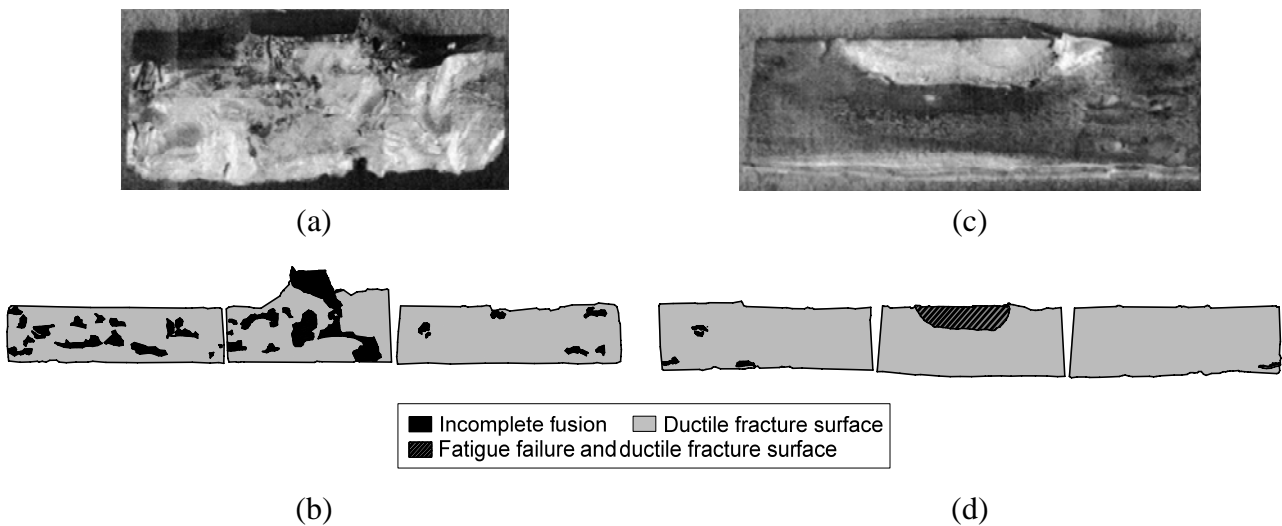 (a)
(c)
Incomplete fusion
Ductile fracture surface
Fatigue failure and ductile fracture surface
(b)
(d)